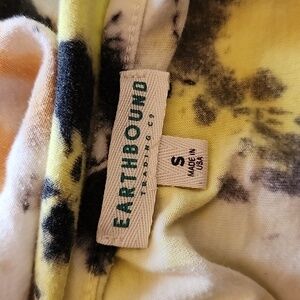 EARTHBOUND
TRADING CO
S
MADE IN
USA